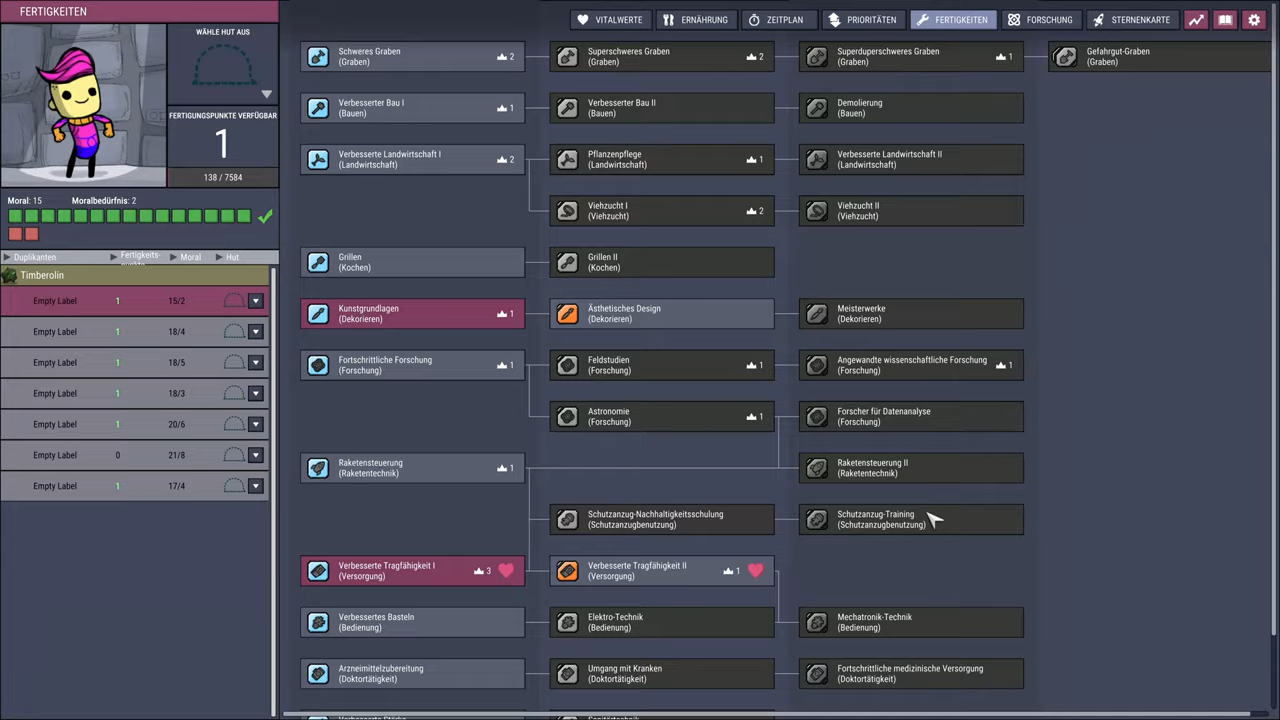 FERTIGKEITEN
VITALWERTE
ERNÄHRUNG
ZEITPLAN
PRIORITÄTEN
FERTIGKEITEN
FORSCHUNG
STERNENKARTE
WÄHLE HUT AUS
FERTIGUNGSPUNKTE VERFÜGBAR
1
138 / 7584
Moral: 15
Moralbedürfnis: 2
Duplikanten
Fertigkeits-
Moral
Hut
Timberolin
Empty Label 1 15/2
Empty Label 1 18/4
Empty Label 1 18/5
Empty Label 1 18/3
Empty Label 1 20/6
Empty Label 0 21/8
Empty Label 1 17/4
Schweres Graben
(Graben)
2
Superschweres Graben
(Graben)
2
Superduperschweres Graben
(Graben)
1
Gefahrgut-Graben
(Graben)
Verbesserter Bau I
(Bauen)
1
Verbesserter Bau II
(Bauen)
Demolierung
(Bauen)
Verbesserte Landwirtschaft I
(Landwirtschaft)
2
Pflanzenpflege
(Landwirtschaft)
1
Verbesserte Landwirtschaft II
(Landwirtschaft)
Viehzucht I
(Viehzucht)
2
Viehzucht II
(Viehzucht)
Grillen
(Kochen)
Grillen II
(Kochen)
Kunstgrundlagen
(Dekorieren)
1
Ästhetisches Design
(Dekorieren)
Meisterwerke
(Dekorieren)
Fortschrittliche Forschung
(Forschung)
1
Feldstudien
(Forschung)
1
Angewandte wissenschaftliche Forschung
(Forschung)
1
Astronomie
(Forschung)
1
Forscher für Datenanalyse
(Forschung)
Raketensteuerung
(Raketentechnik)
1
Raketensteuerung II
(Raketentechnik)
Schutzanzug-Nachhaltigkeitsschulung
(Schutzanzugbenutzung)
Schutzanzug-Training
(Schutzanzugbenutzung)
Verbesserte Tragfähigkeit I
(Versorgung)
3
Verbesserte Tragfähigkeit II
(Versorgung)
1
Verbessertes Basteln
(Bedienung)
Elektro-Technik
(Bedienung)
Mechatronik-Technik
(Bedienung)
Arzneimittelzubereitung
(Doktortätigkeit)
Umgang mit Kranken
(Doktortätigkeit)
Fortschrittliche medizinische Versorgung
(Doktortätigkeit)